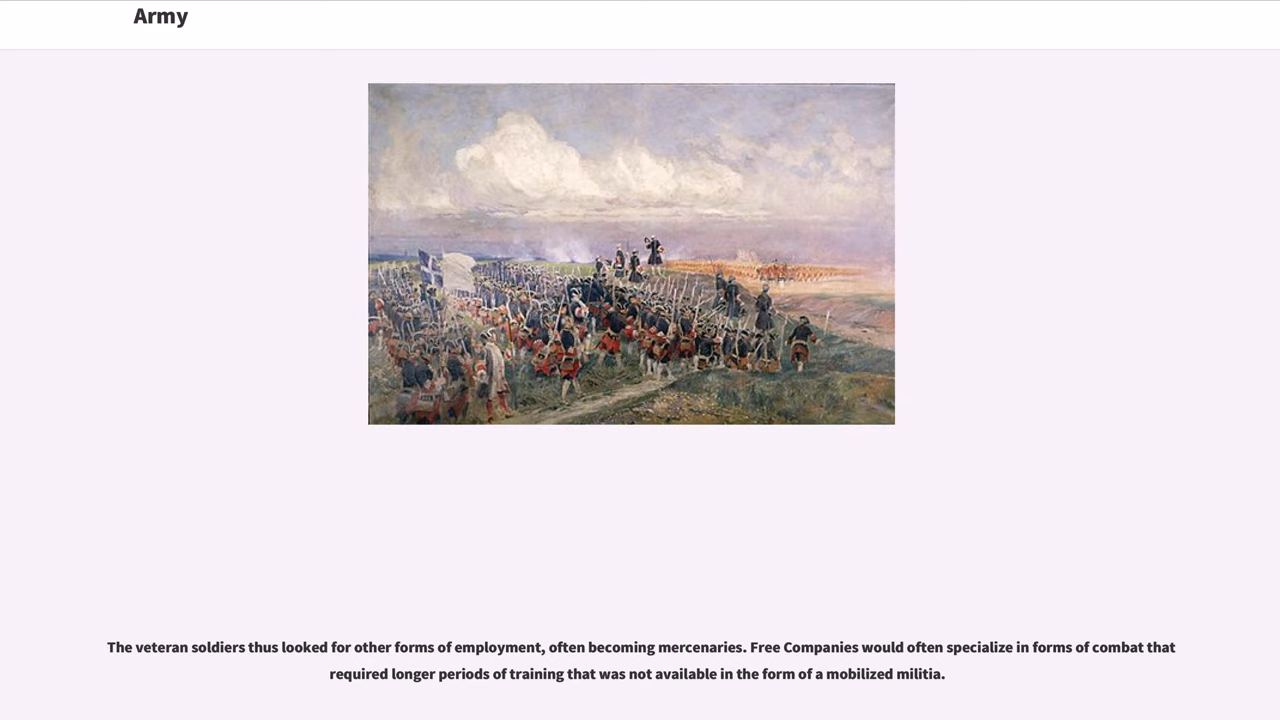 Army
The veteran soldiers thus looked for other forms of employment, often becoming mercenaries. Free Companies would often specialize in forms of combat that
required longer periods of training that was not available in the form of a mobilized militia.